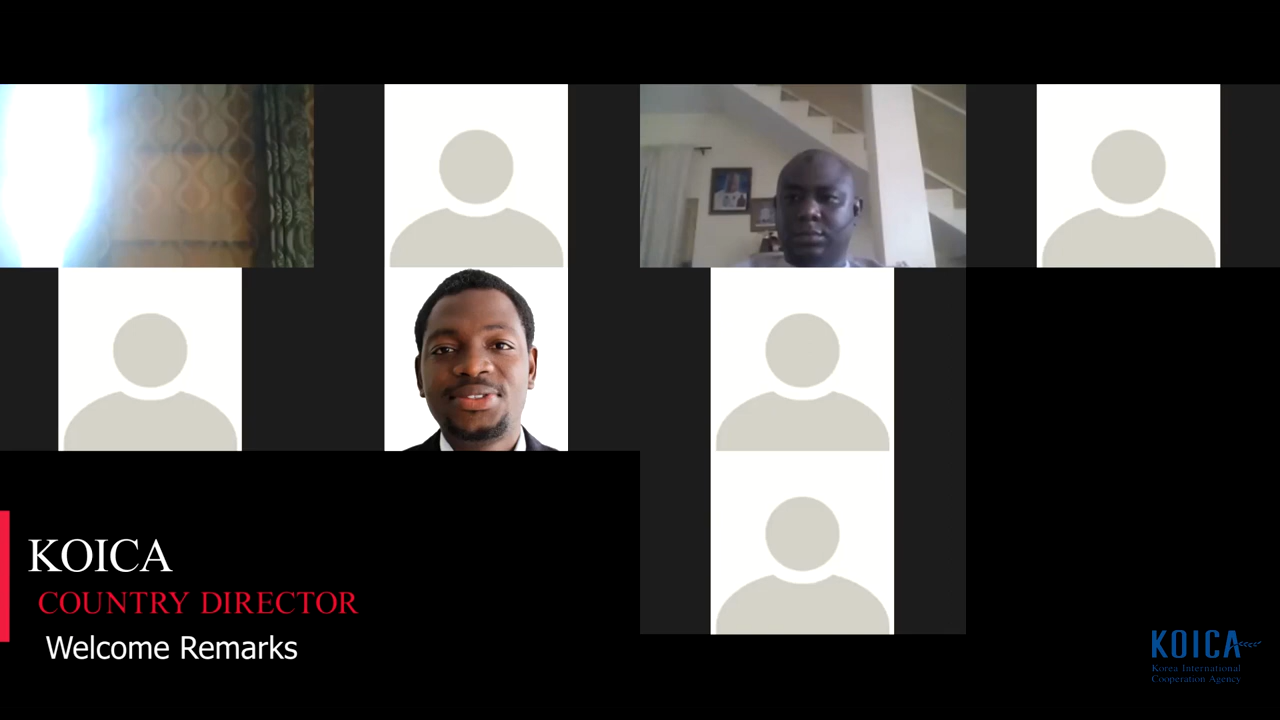 KOICA
COUNTRY DIRECTOR
Welcome Remarks
KOICA
Korea International
Cooperation Agency